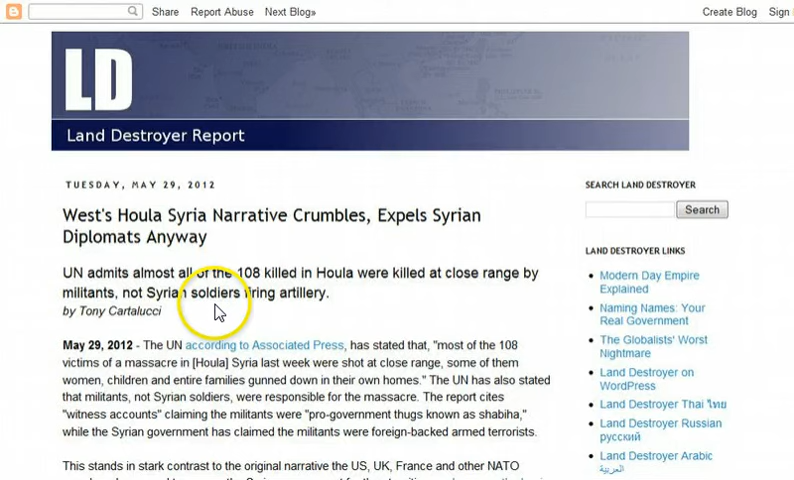 Share Report Abuse Next Blog» Create Blog Sign
LD
Land Destroyer Report
TUESDAY, MAY 29, 2012
West's Houla Syria Narrative Crumbles, Expels Syrian
Diplomats Anyway
UN admits almost all of the 108 killed in Houla were killed at close range by
militants, not Syrian soldiers firing artillery.
by Tony Cartalucci
May 29, 2012 - The UN according to Associated Press, has stated that, "most of the 108
victims of a massacre in [Houla] Syria last week were shot at close range, some of them
women, children and entire families gunned down in their own homes." The UN has also stated
that militants, not Syrian soldiers, were responsible for the massacre. The report cites
"witness accounts" claiming the militants were "pro-government thugs known as shabiha,"
while the Syrian government has claimed the militants were foreign-backed armed terrorists.
This stands in stark contrast to the original narrative the US, UK, France and other NATO
SEARCH LAND DESTROYER
Search
LAND DESTROYER LINKS
Modern Day Empire
Explained
Naming Names: Your
Real Government
The Globalists' Worst
Nightmare
Land Destroyer on
WordPress
Land Destroyer Thai ไทย
Land Destroyer Russian
русский
Land Destroyer Arabic
العربية